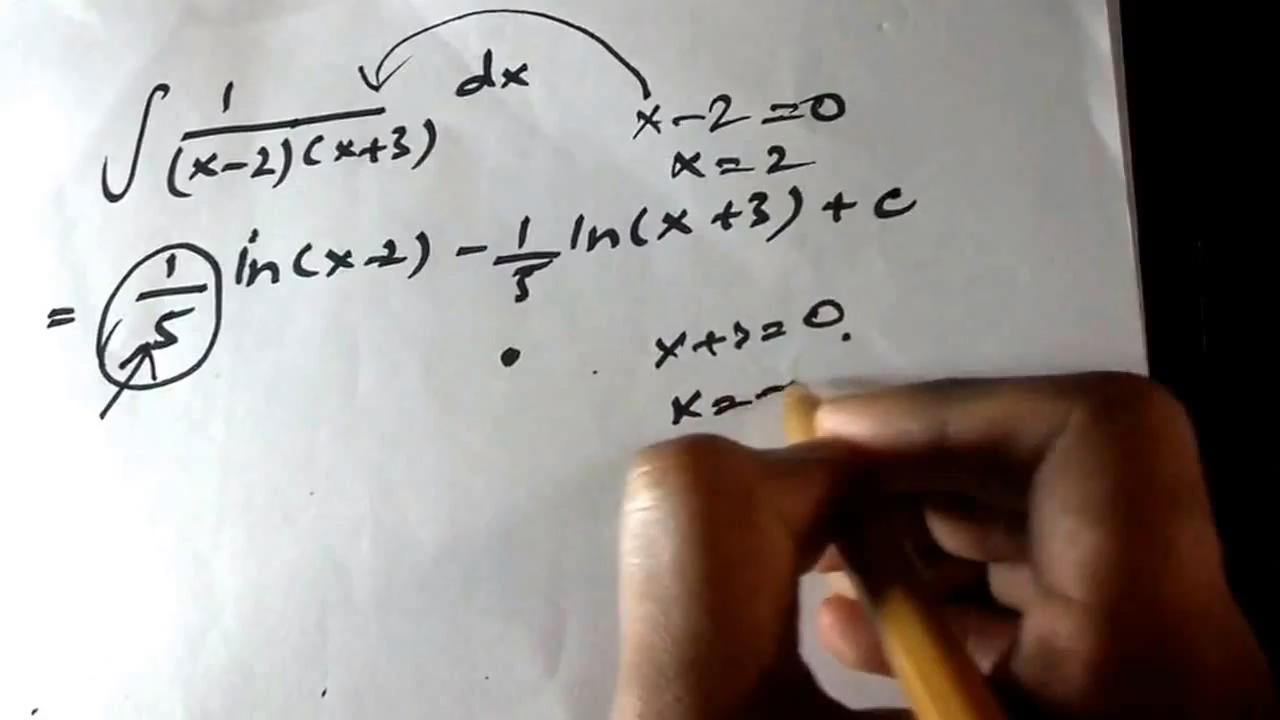 ∫ 1/((x-2)(x+3)) dx
x-2=0
x=2
= 1/5 ln(x-2) - 1/5 ln(x+3) + c
x+3=0.
x=-